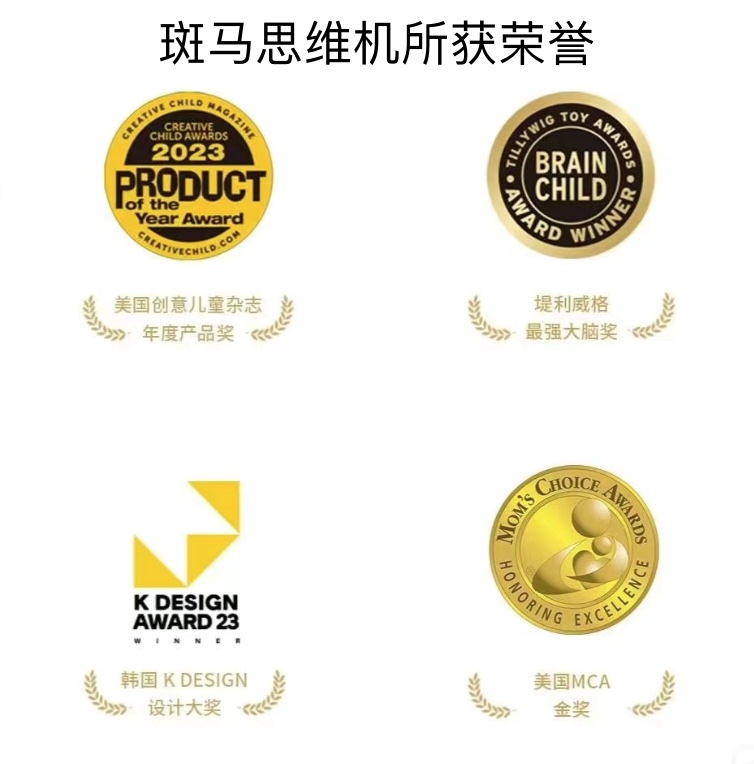 斑马思维机所获荣誉
CREATIVE CHILD MAGAZINE
CREATIVE
CHILD AWARDS
2023
PRODUCT
of the
Year Award
CREATIVECHILD.COM
美国创意儿童杂志
年度产品奖
TILLYWIG TOY AWARDS
BRAIN
CHILD
AWARD WINNER
堤利威格
最强大脑奖
K DESIGN
AWARD 23
WINNER
韩国 K DESIGN
设计大奖
MOM'S CHOICE AWARDS
HONORING EXCELLENCE
美国MCA
金奖